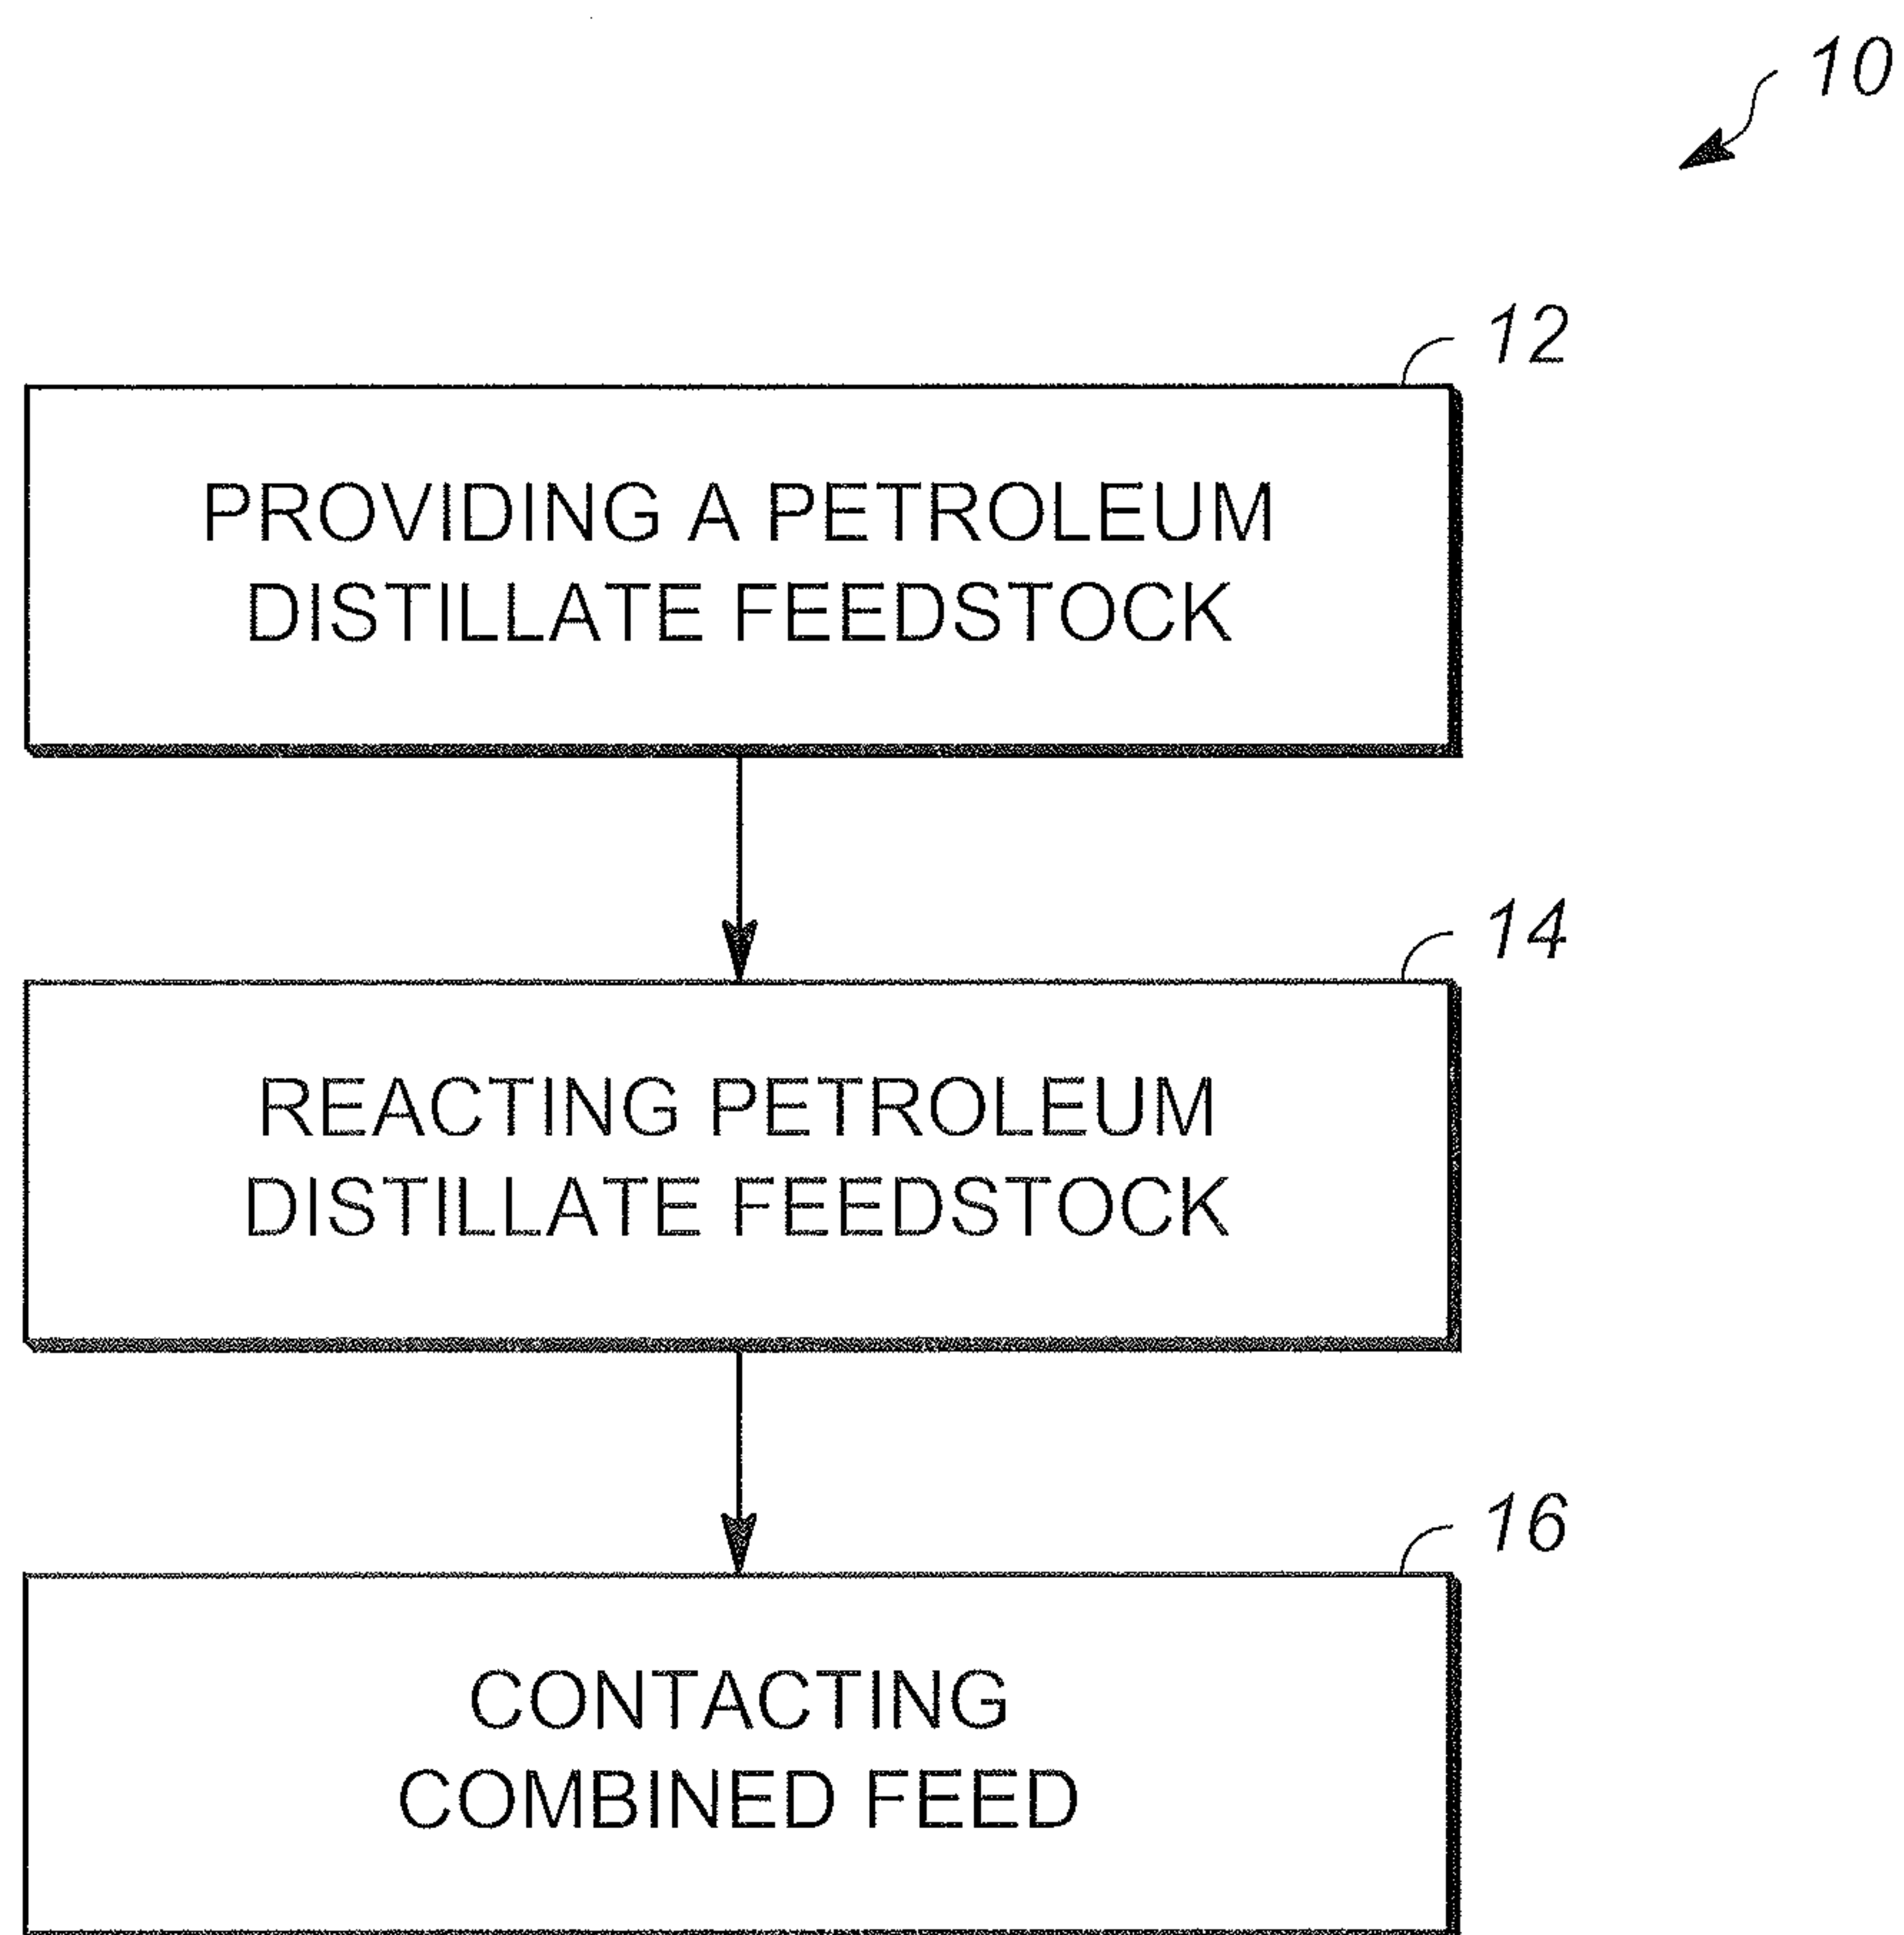 10
12
PROVIDING A PETROLEUM
DISTILLATE FEEDSTOCK
14
REACTING PETROLEUM
DISTILLATE FEEDSTOCK
16
CONTACTING
COMBINED FEED